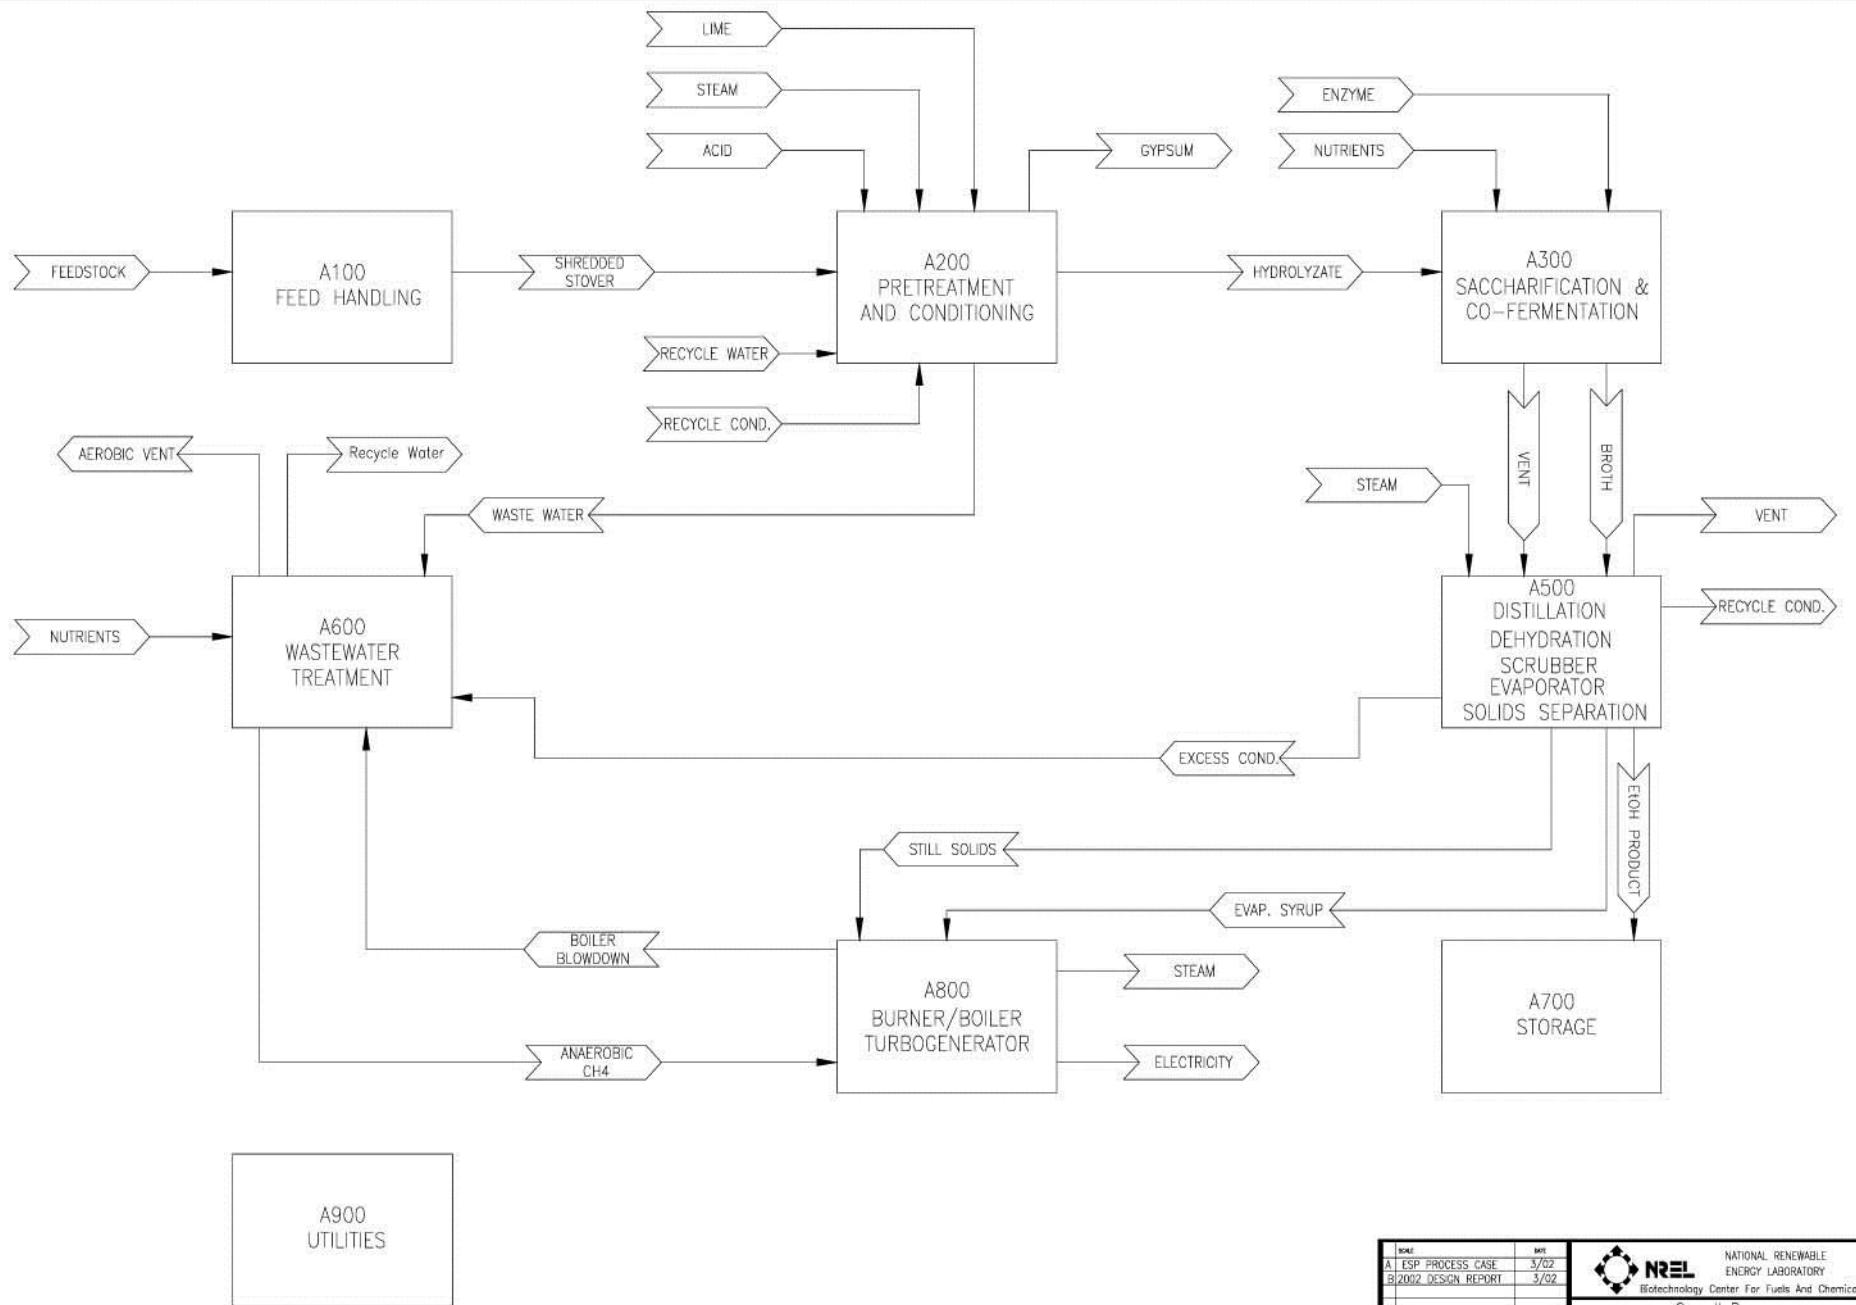 LIME
STEAM
ACID
GYPSUM
ENZYME
NUTRIENTS
FEEDSTOCK
A100
FEED HANDLING
SHREDDED
STOVER
A200
PRETREATMENT
AND CONDITIONING
HYDROLYZATE
A300
SACCHARIFICATION &
CO-FERMENTATION
RECYCLE WATER
RECYCLE COND.
AEROBIC VENT
Recycle Water
WASTE WATER
VENT
BROTH
STEAM
VENT
RECYCLE COND.
NUTRIENTS
A600
WASTEWATER
TREATMENT
A500
DISTILLATION
DEHYDRATION
SCRUBBER
EVAPORATOR
SOLIDS SEPARATION
EXCESS COND.
STILL SOLIDS
EtOH PRODUCT
EVAP. SYRUP
BOILER
BLOWDOWN
A800
BURNER/BOILER
TURBOGENERATOR
STEAM
ELECTRICITY
ANAEROBIC
CH4
A700
STORAGE
A900
UTILITIES
SCALE DATE
A ESP PROCESS CASE 3/02
B 2002 DESIGN REPORT 3/02
NREL
NATIONAL RENEWABLE
ENERGY LABORATORY
Biotechnology Center For Fuels And